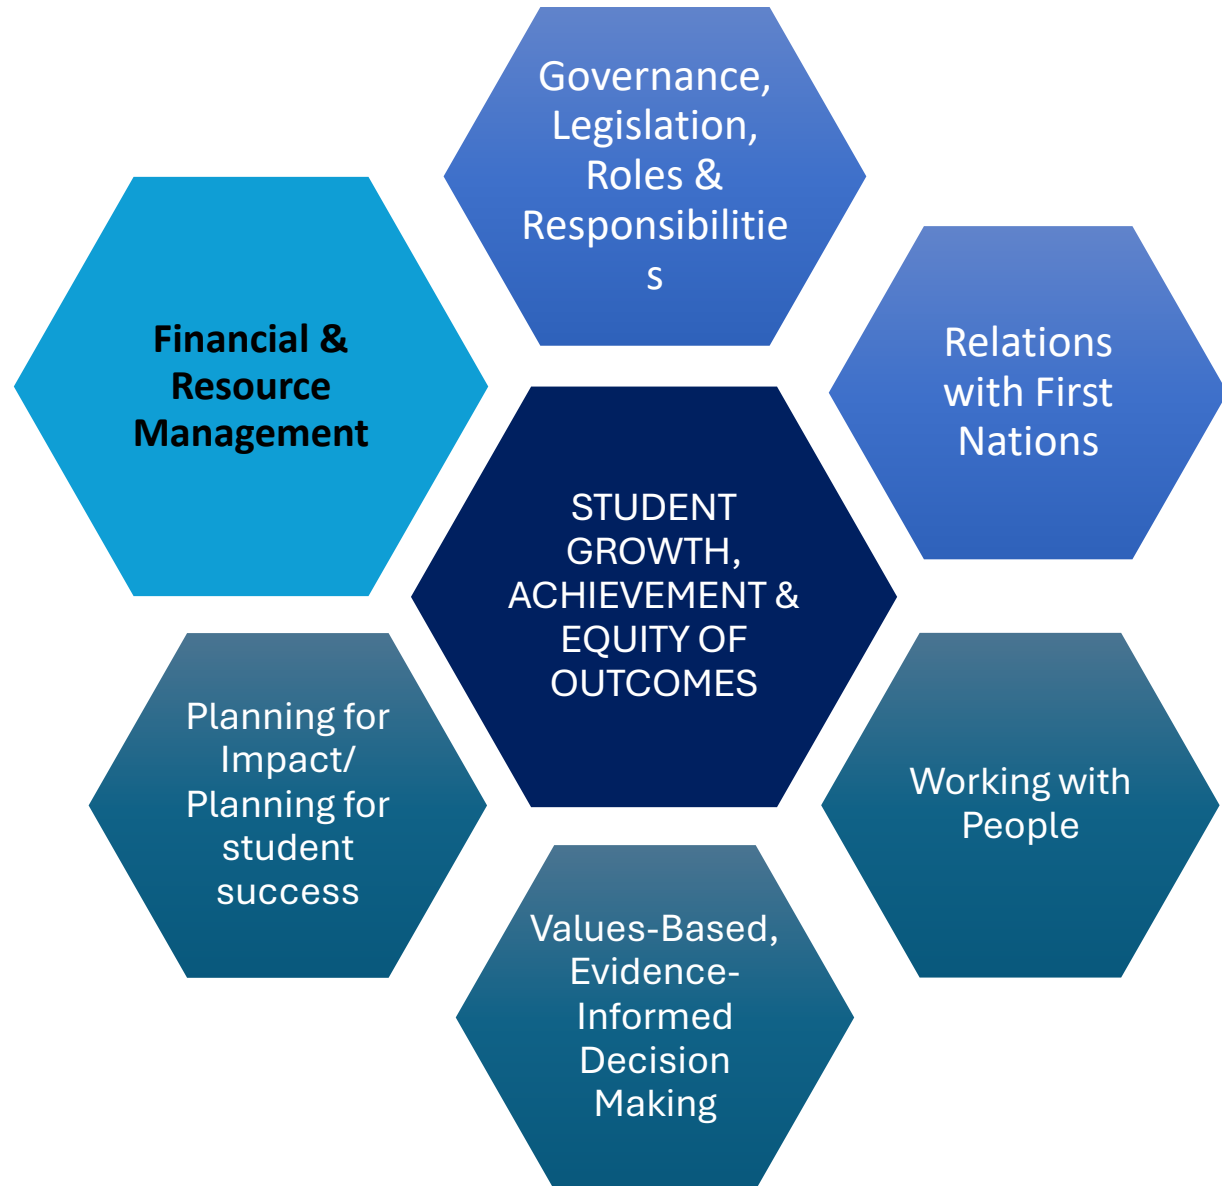 Governance,
Legislation,
Roles &
Responsibilitie
s
Financial &
Resource
Management
Relations
with First
Nations
STUDENT
GROWTH,
ACHIEVEMENT &
EQUITY OF
OUTCOMES
Planning for
Impact/
Planning for
student
success
Working with
People
Values-Based,
Evidence-
Informed
Decision
Making